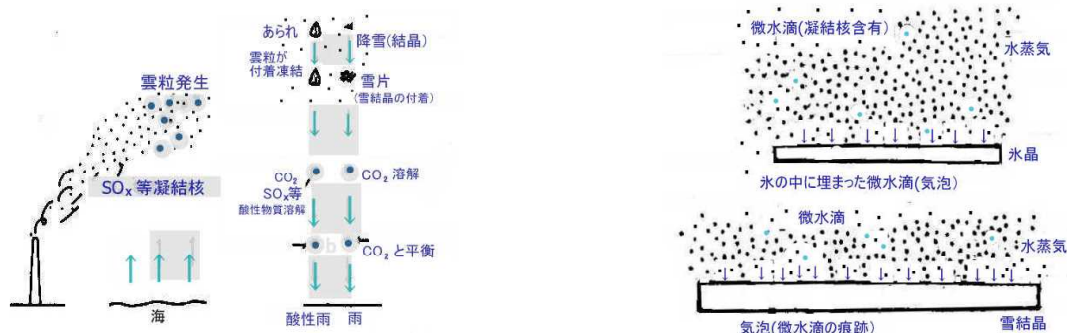 あられ
降雪(結晶)
雲粒が
付着凍結
雪片
(雪結晶の付着)
雲粒発生
SOx等凝結核
CO₂
SOx等
酸性物質溶解
CO₂ 溶解
CO₂と平衡
海
酸性雨
雨
微水滴(凝結核含有)
水蒸気
氷晶
氷の中に埋まった微水滴(気泡)
微水滴
水蒸気
気泡(微水滴の痕跡)
雪結晶